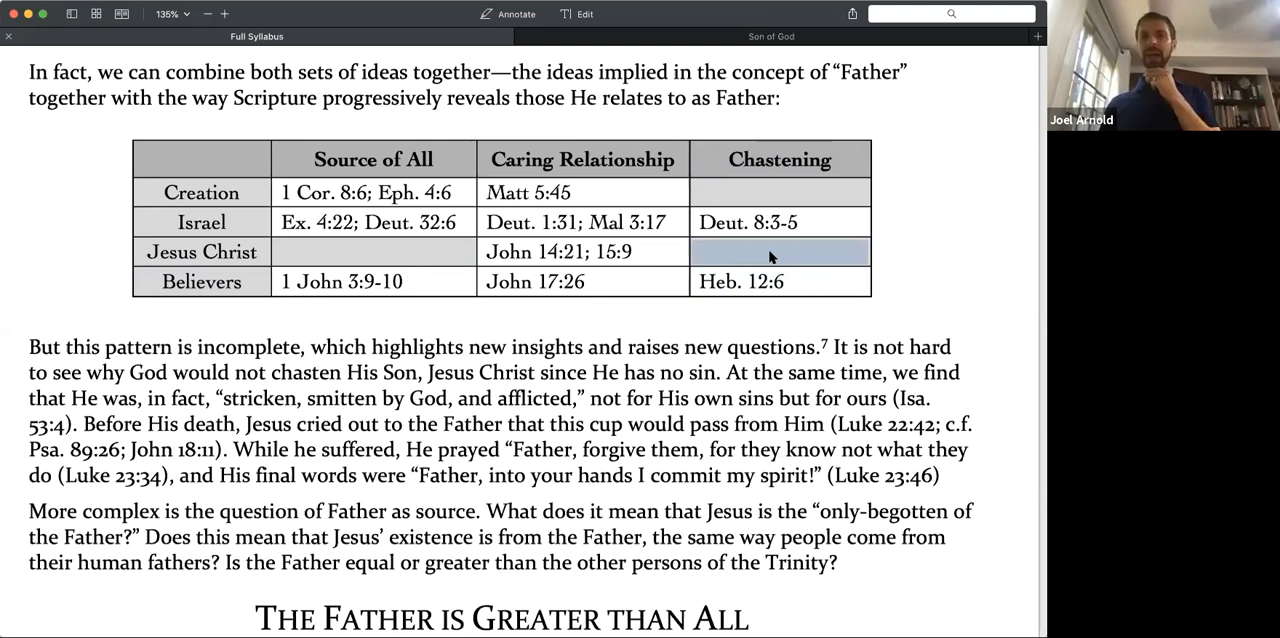 135%
Annotate
Edit
Full Syllabus
Son of God
Joel Arnold
In fact, we can combine both sets of ideas together—the ideas implied in the concept of “Father”
together with the way Scripture progressively reveals those He relates to as Father:
Source of All Caring Relationship Chastening
Creation 1 Cor. 8:6; Eph. 4:6 Matt 5:45
Israel Ex. 4:22; Deut. 32:6 Deut. 1:31; Mal 3:17 Deut. 8:3-5
Jesus Christ John 14:21; 15:9
Believers 1 John 3:9-10 John 17:26 Heb. 12:6
But this pattern is incomplete, which highlights new insights and raises new questions.⁷ It is not hard
to see why God would not chasten His Son, Jesus Christ since He has no sin. At the same time, we find
that He was, in fact, “stricken, smitten by God, and afflicted,” not for His own sins but for ours (Isa.
53:4). Before His death, Jesus cried out to the Father that this cup would pass from Him (Luke 22:42; c.f.
Psa. 89:26; John 18:11). While he suffered, He prayed “Father, forgive them, for they know not what they
do (Luke 23:34), and His final words were “Father, into your hands I commit my spirit!” (Luke 23:46)
More complex is the question of Father as source. What does it mean that Jesus is the “only-begotten of
the Father?” Does this mean that Jesus’ existence is from the Father, the same way people come from
their human fathers? Is the Father equal or greater than the other persons of the Trinity?
THE FATHER IS GREATER THAN ALL